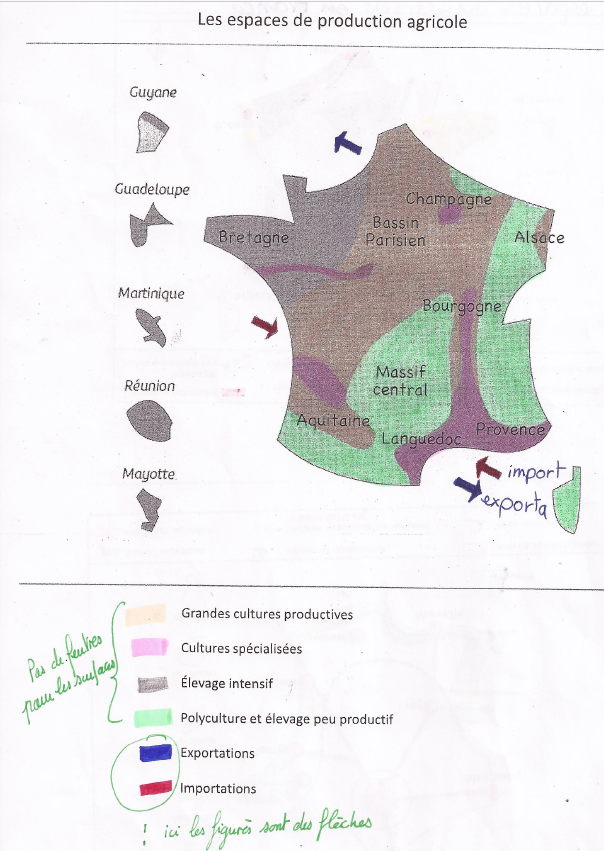 Les espaces de production agricole
Guyane
Guadeloupe
Martinique
Réunion
Mayotte
Champagne
Bassin
Parisien
Bretagne
Alsace
Bourgogne
Massif
central
Aquitaine
Languedoc
Provence
import
exporta
Grandes cultures productives
Cultures spécialisées
Élevage intensif
Polyculture et élevage peu productif
Exportations
Importations
Pas de feutres
pour les surfaces
! ici les figurés sont des flèches